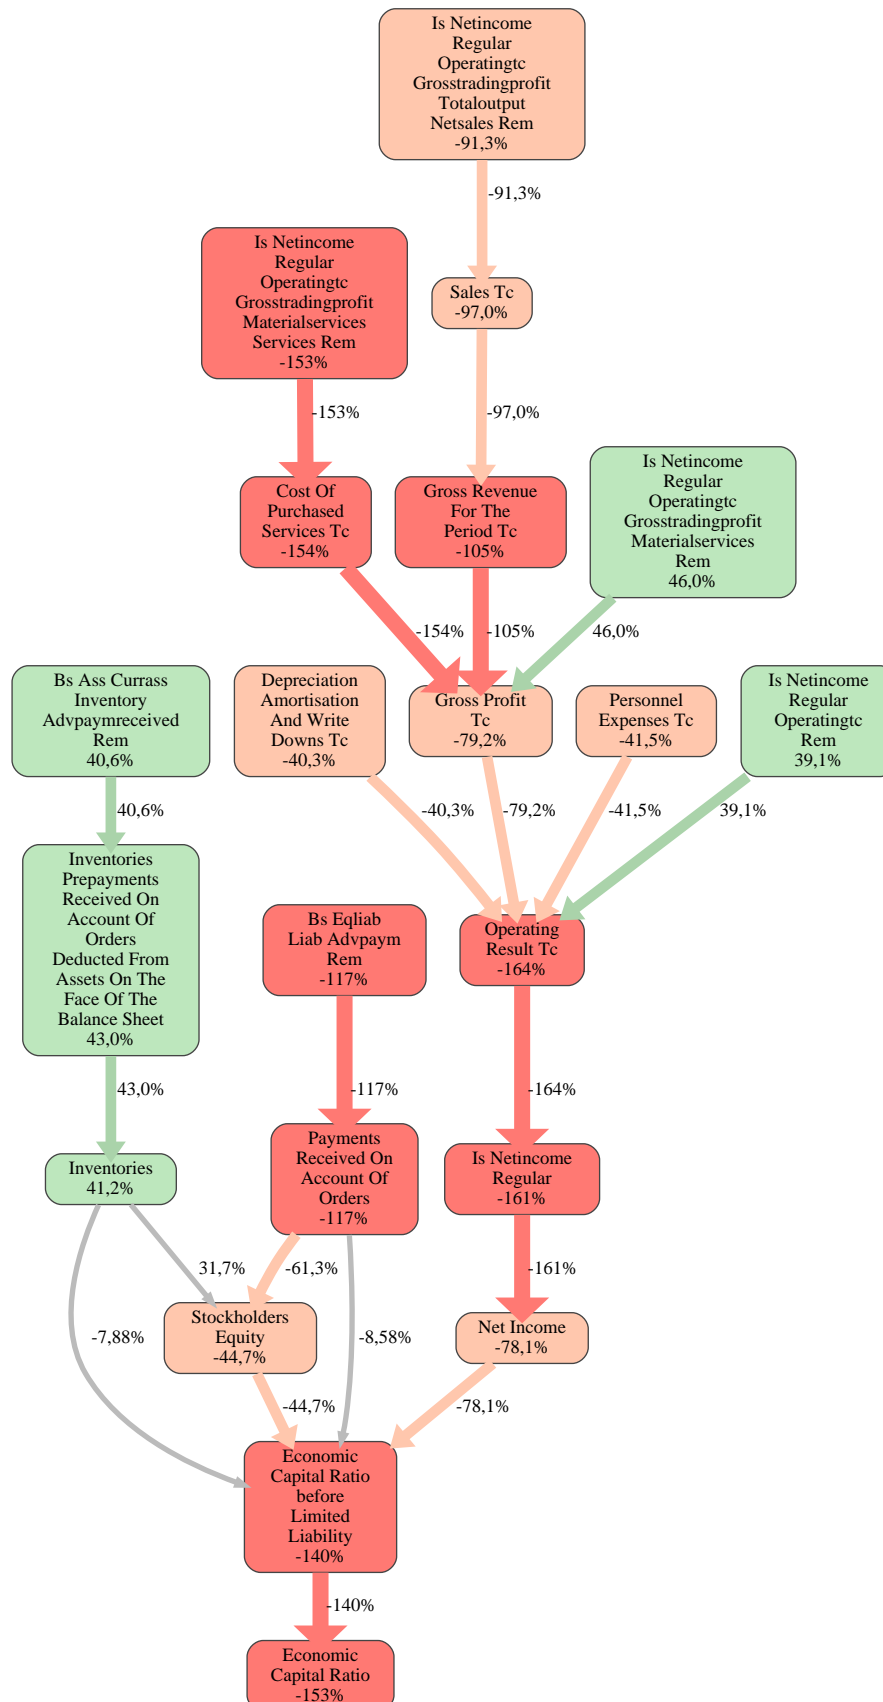 Is Netincome
Regular
Operatingtc
Grosstradingprofit
Totaloutput
Netsales Rem
-91,3%
-91,3%
Is Netincome
Regular
Operatingtc
Grosstradingprofit
Materialservices
Services Rem
-153%
Sales Tc
-97,0%
-153%
-97,0%
Is Netincome
Regular
Operatingtc
Grosstradingprofit
Materialservices
Rem
46,0%
Cost Of
Purchased
Services Tc
-154%
Gross Revenue
For The
Period Tc
-105%
-154%
-105%
46,0%
Bs Ass Currass
Inventory
Advpaymreceived
Rem
40,6%
Depreciation
Amortisation
And Write
Downs Tc
-40,3%
Gross Profit
Tc
-79,2%
Personnel
Expenses Tc
-41,5%
Is Netincome
Regular
Operatingtc
Rem
39,1%
40,6%
-40,3%
-79,2%
-41,5%
39,1%
Inventories
Prepayments
Received On
Account Of
Orders
Deducted From
Assets On The
Face Of The
Balance Sheet
43,0%
Bs Eqliab
Liab Advpaym
Rem
-117%
Operating
Result Tc
-164%
43,0%
-117%
-164%
Inventories
41,2%
Payments
Received On
Account Of
Orders
-117%
Is Netincome
Regular
-161%
31,7%
-61,3%
-161%
-7,88%
Stockholders
Equity
-44,7%
-8,58%
Net Income
-78,1%
-44,7%
-78,1%
Economic
Capital Ratio
before
Limited
Liability
-140%
-140%
Economic
Capital Ratio
-153%